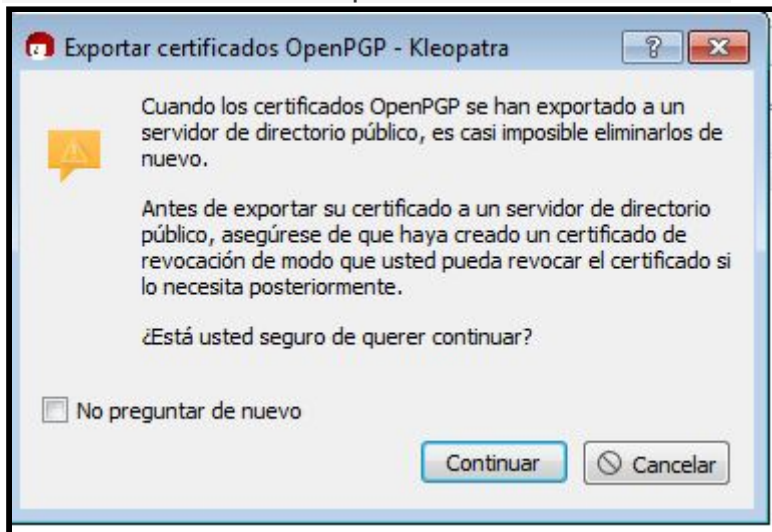 Exportar certificados OpenPGP - Kleopatra
Cuando los certificados OpenPGP se han exportado a un
servidor de directorio público, es casi imposible eliminarlos de
nuevo.
Antes de exportar su certificado a un servidor de directorio
público, asegúrese de que haya creado un certificado de
revocación de modo que usted pueda revocar el certificado si
lo necesita posteriormente.
¿Está usted seguro de querer continuar?
No preguntar de nuevo
Continuar
Cancelar